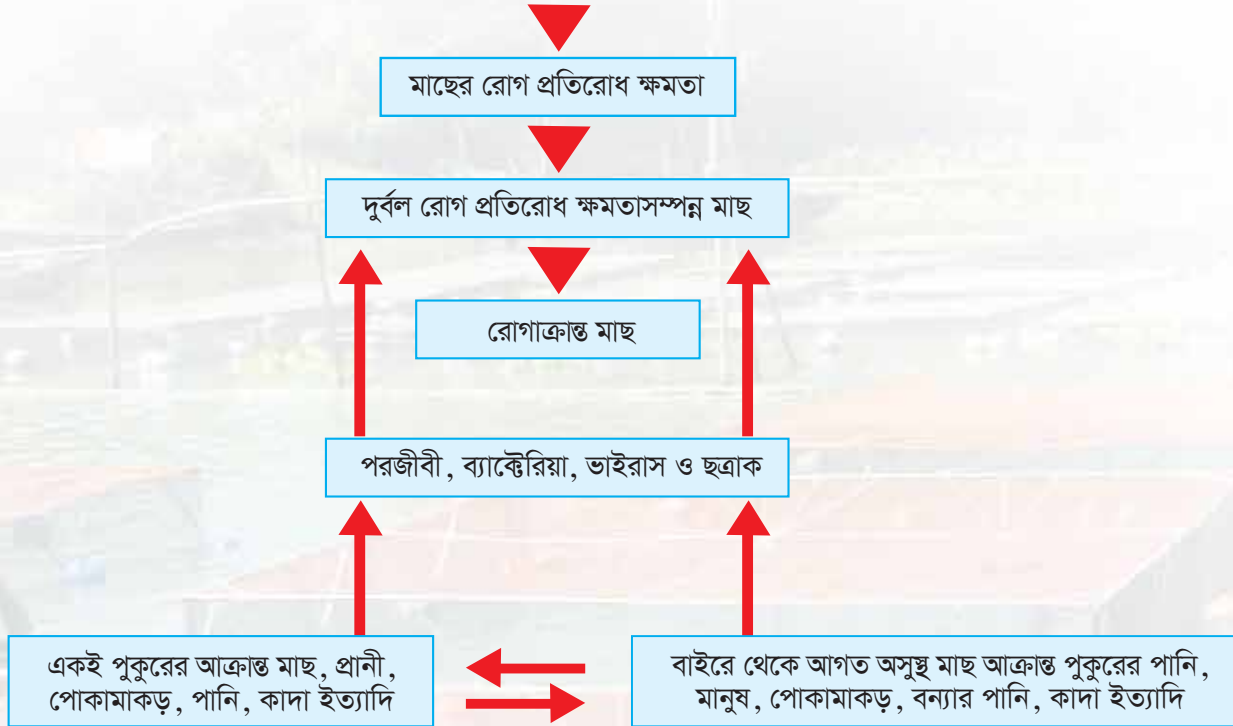 মাছের রোগ প্রতিরোধ ক্ষমতা
দুর্বল রোগ প্রতিরোধ ক্ষমতাসম্পন্ন মাছ
রোগাক্রান্ত মাছ
পরজীবী, ব্যাক্টেরিয়া, ভাইরাস ও ছত্রাক
একই পুকুরের আক্রান্ত মাছ, প্রানী,
পোকামাকড়, পানি, কাদা ইত্যাদি
বাইরে থেকে আগত অসুস্থ মাছ আক্রান্ত পুকুরের পানি,
মানুষ, পোকামাকড়, বন্যার পানি, কাদা ইত্যাদি